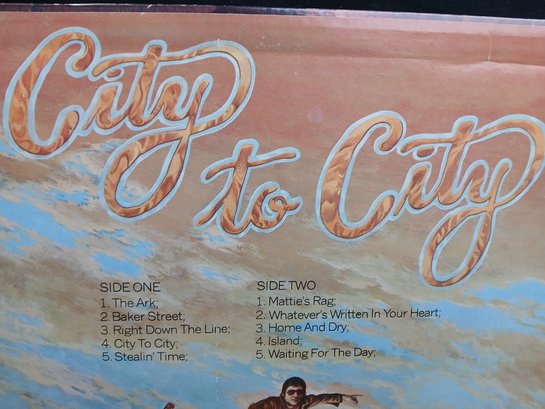 City to City
SIDE ONE
1. The Ark;
2. Baker Street;
3. Right Down The Line;
4. City To City;
5. Stealin' Time;
SIDE TWO
1. Mattie's Rag;
2. Whatever's Written In Your Heart;
3. Home And Dry;
4. Island;
5. Waiting For The Day;